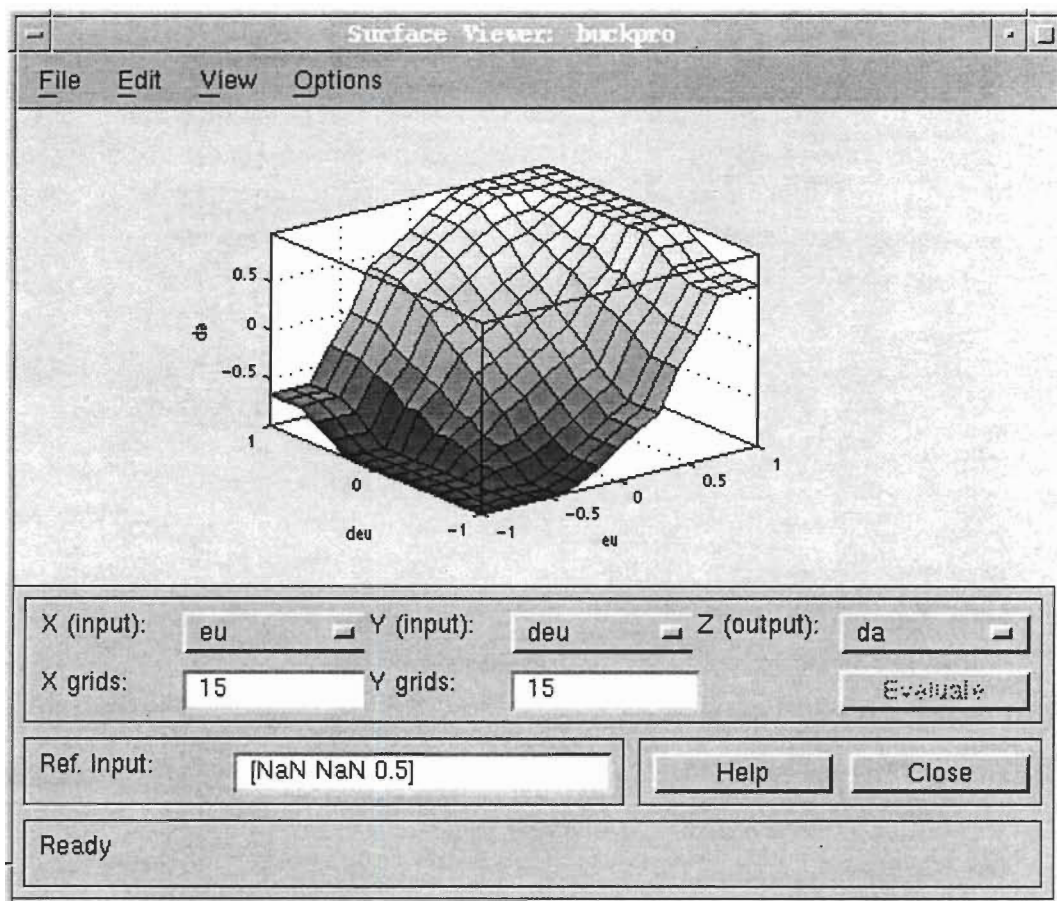 Surface Viewer: buckpro
File Edit View Options
0.5
0
-0.5
da
1
0
-1
deu
-1
-0.5
0
0.5
1
eu
X (input): eu Y (input): deu Z (output): da
X grids: 15 Y grids: 15 Evaluate
Ref. Input: [NaN NaN 0.5] Help Close
Ready